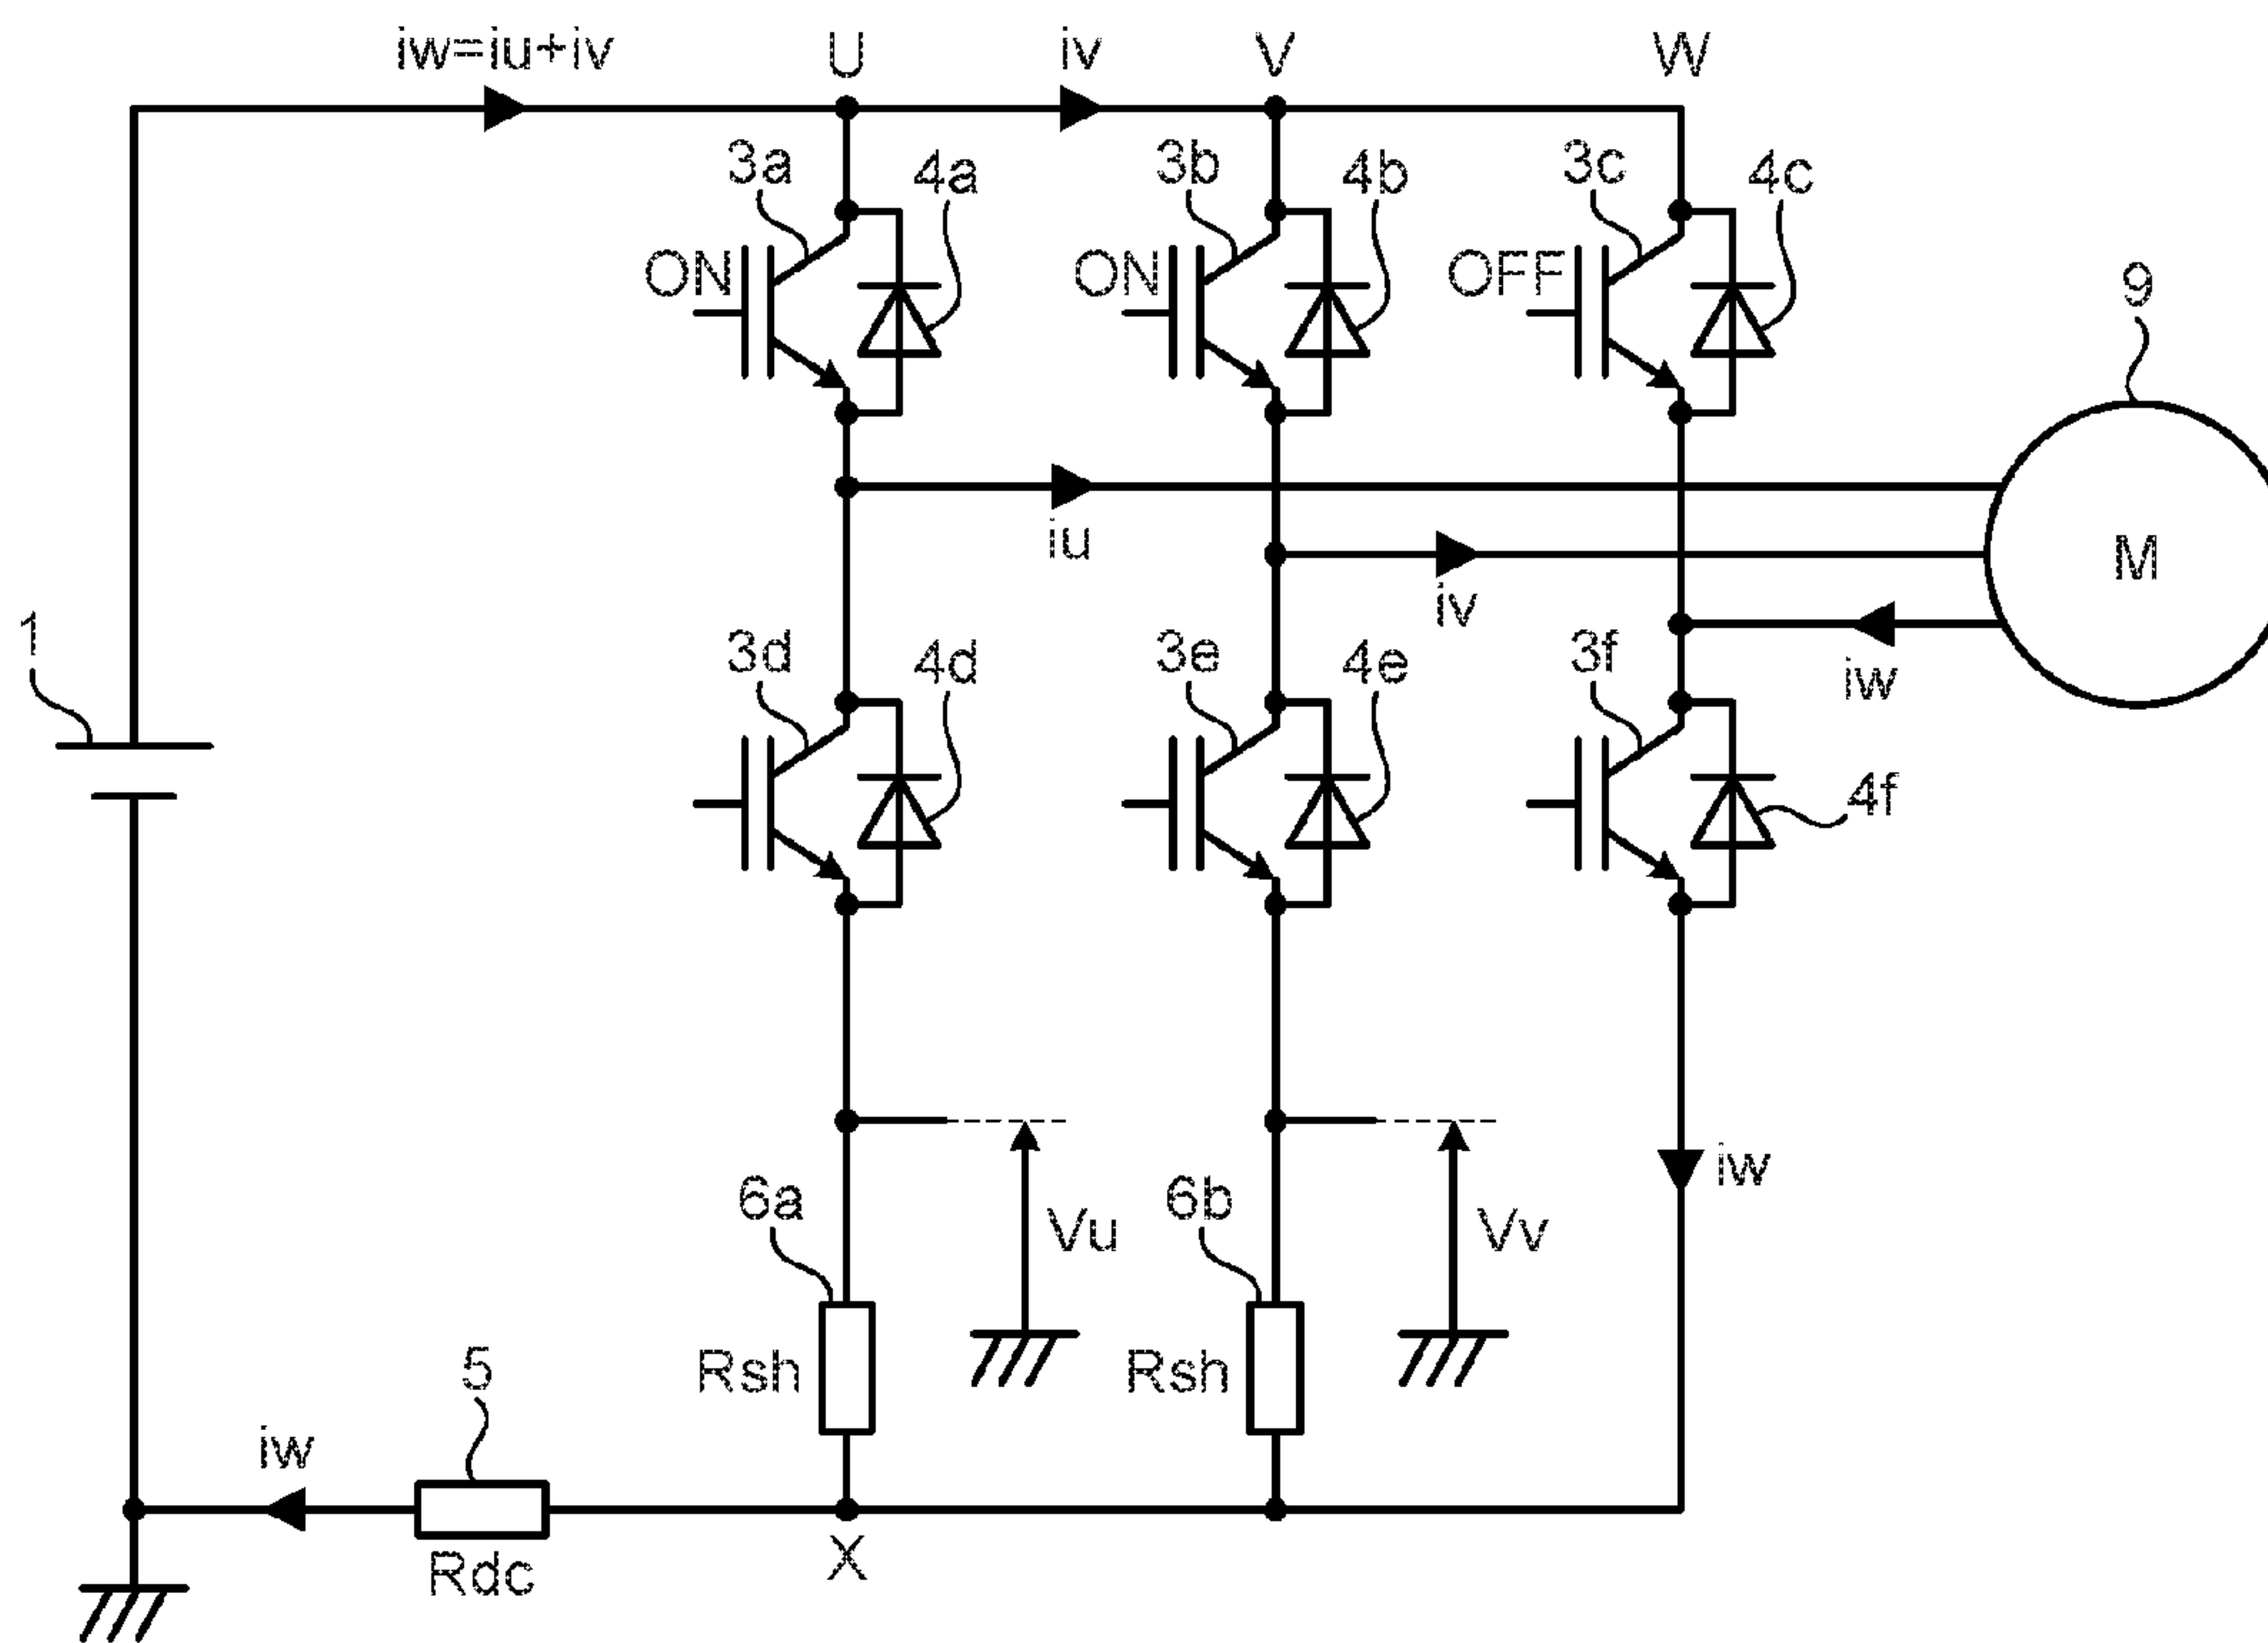 iw=iu+iv U iv V W
3a 4a 3b 4b 3c 4c
ON ON OFF 9
iu
M
iv
1 3d 4d 3e 4e 3f iw
4f
iw
6a Vu 6b Vv
5 Rsh Rsh
iw
X
Rdc